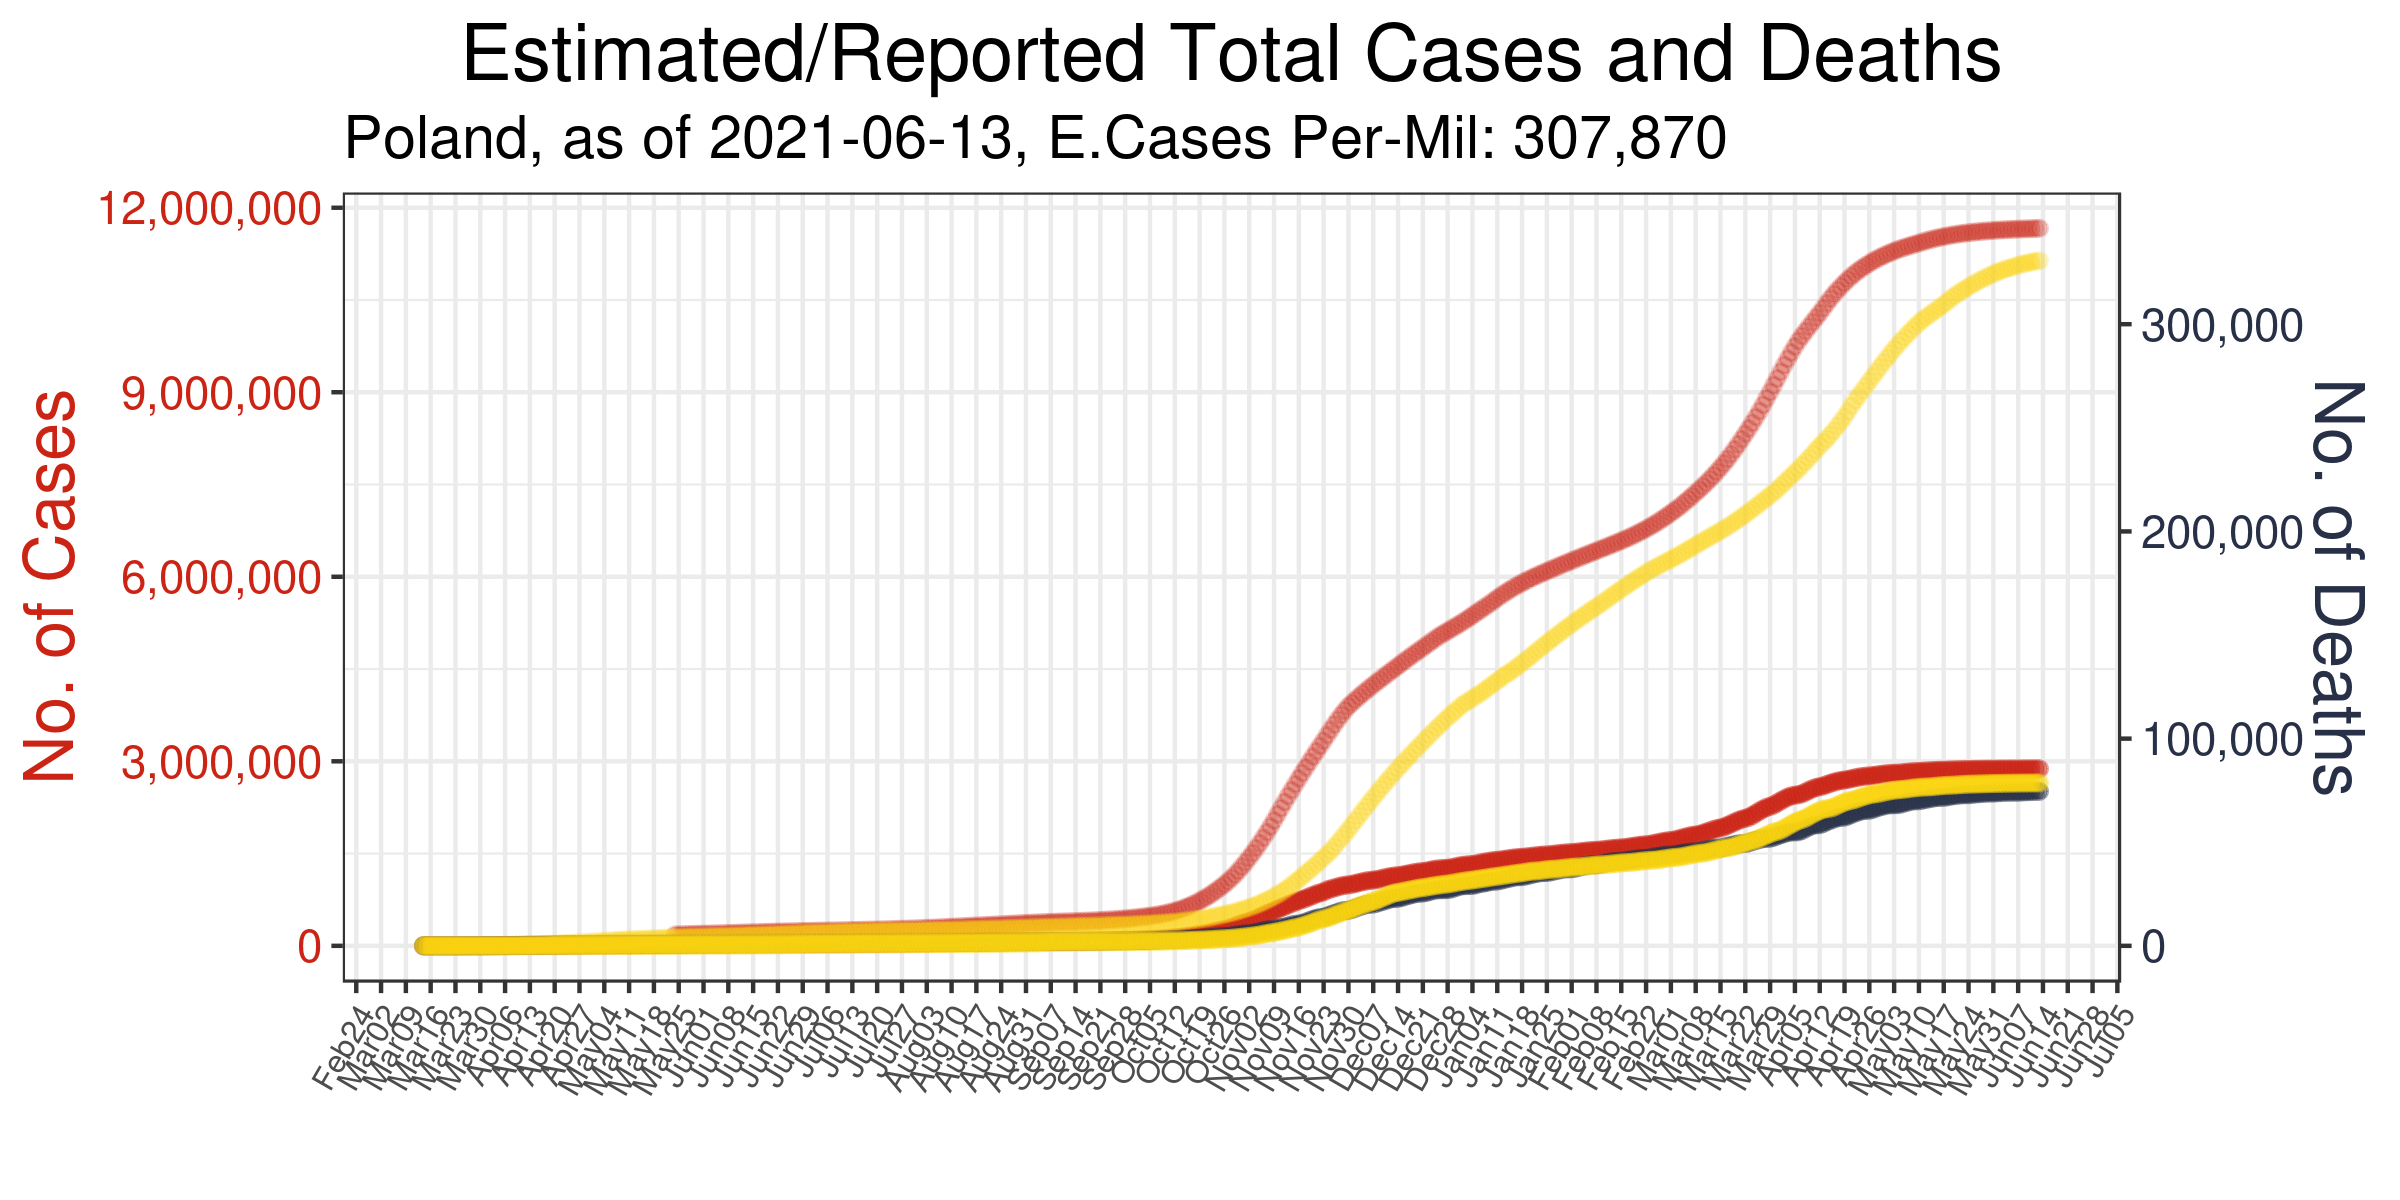 Estimated/Reported Total Cases and Deaths
Poland, as of 2021-06-13, E.Cases Per-Mil: 307,870
No. of Cases
12,000,000
9,000,000
6,000,000
3,000,000
0
300,000
200,000
100,000
0
No. of Deaths
Feb24
Mar02
Mar09
Mar16
Mar23
Mar30
Apr06
Apr13
Apr20
Apr27
May04
May11
May18
May25
Jun01
Jun08
Jun15
Jun22
Jun29
Jul06
Jul13
Jul20
Jul27
Aug03
Aug10
Aug17
Aug24
Aug31
Sep07
Sep14
Sep21
Sep28
Oct05
Oct12
Oct19
Oct26
Nov02
Nov09
Nov16
Nov23
Nov30
Dec07
Dec14
Dec21
Dec28
Jan04
Jan11
Jan18
Jan25
Feb01
Feb08
Feb15
Feb22
Mar01
Mar08
Mar15
Mar22
Mar29
Apr05
Apr12
Apr19
Apr26
May03
May10
May17
May24
May31
Jun07
Jun14
Jun21
Jun28
Jul05